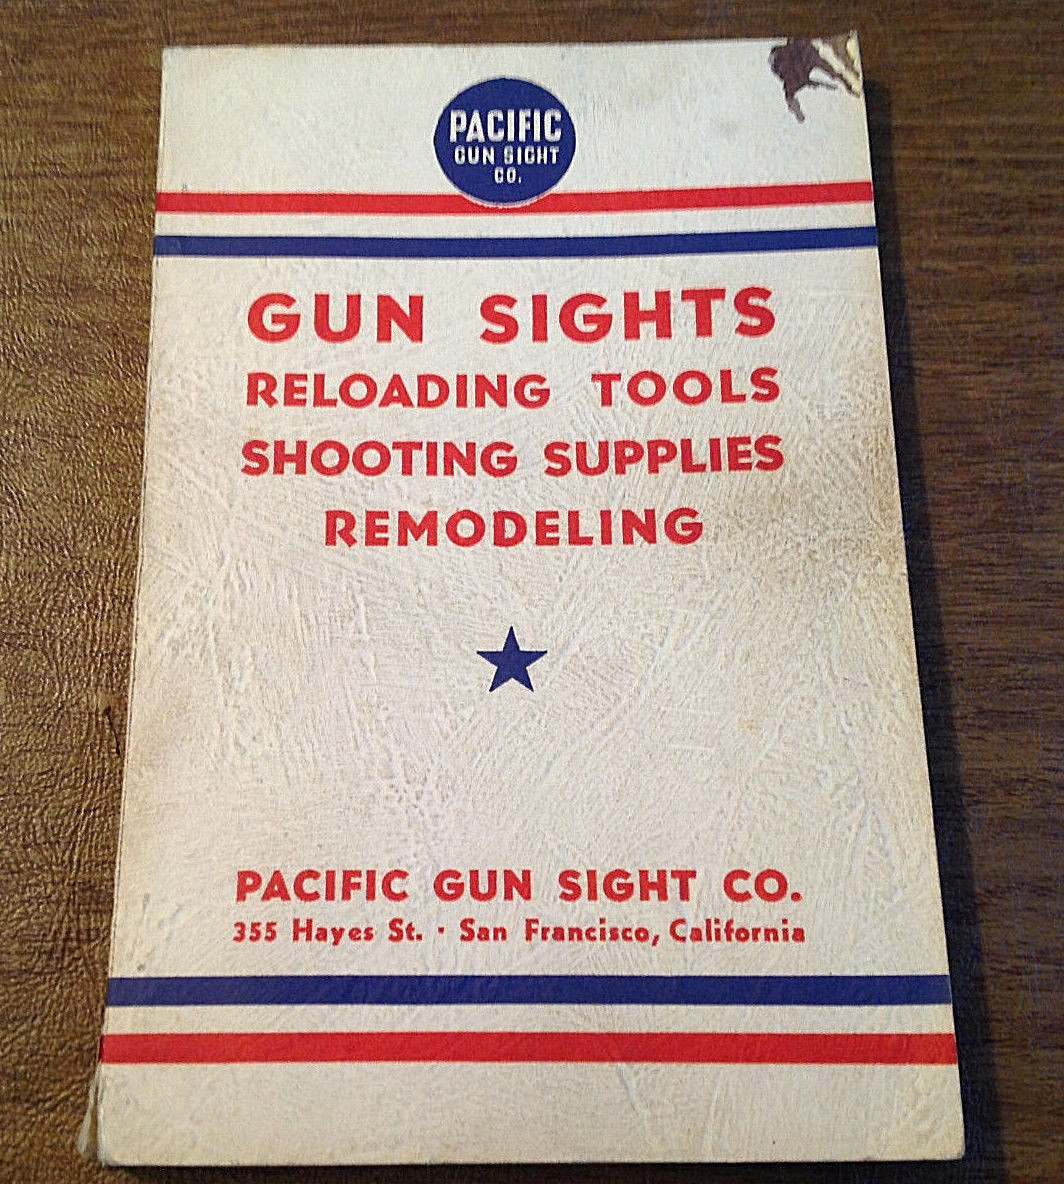 PACIFIC
GUN SIGHT
CO.
GUN SIGHTS
RELOADING TOOLS
SHOOTING SUPPLIES
REMODELING
PACIFIC GUN SIGHT CO.
355 Hayes St. · San Francisco, California